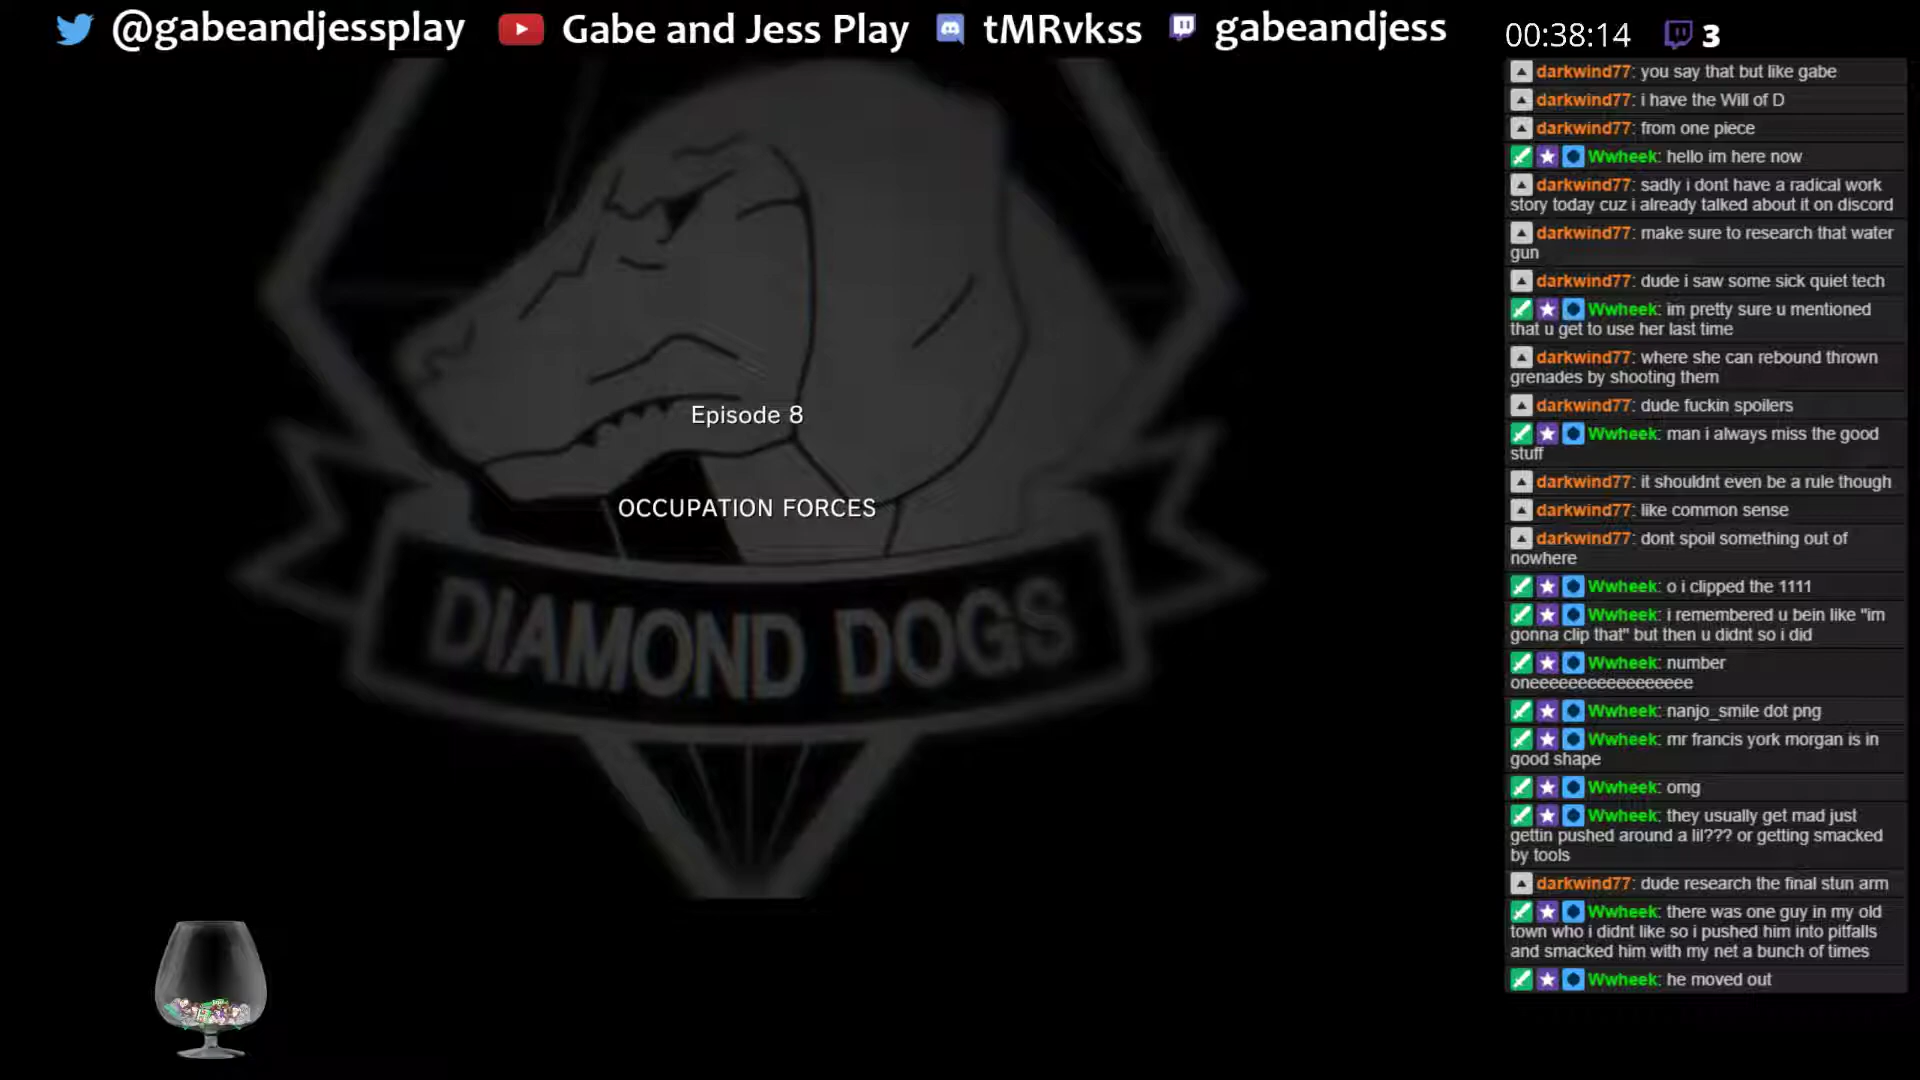 @gabeandjessplay Gabe and Jess Play tMRvkss gabeandjess
00:38:14 3
darkwind77: you say that but like gabe
darkwind77: i have the Will of D
darkwind77: from one piece
Wwheek: hello im here now
darkwind77: sadly i dont have a radical work
story today cuz i already talked about it on discord
darkwind77: make sure to research that water
gun
darkwind77: dude i saw some sick quiet tech
Wwheek: im pretty sure u mentioned
that u get to use her last time
darkwind77: where she can rebound thrown
grenades by shooting them
darkwind77: dude fuckin spoilers
Wwheek: man i always miss the good
stuff
darkwind77: it shouldnt even be a rule though
darkwind77: like common sense
darkwind77: dont spoil something out of
nowhere
Wwheek: o i clipped the 1111
Wwheek: i remembered u bein like "im
gonna clip that" but then u didnt so i did
Wwheek: number
oneeeeeeeeeeeeeeeee
Wwheek: nanjo_smile dot png
Wwheek: mr francis york morgan is in
good shape
Wwheek: omg
Wwheek: they usually get mad just
gettin pushed around a lil??? or getting smacked
by tools
darkwind77: dude research the final stun arm
Wwheek: there was one guy in my old
town who i didnt like so i pushed him into pitfalls
and smacked him with my net a bunch of times
Wwheek: he moved out
Episode 8
OCCUPATION FORCES
DIAMOND DOGS